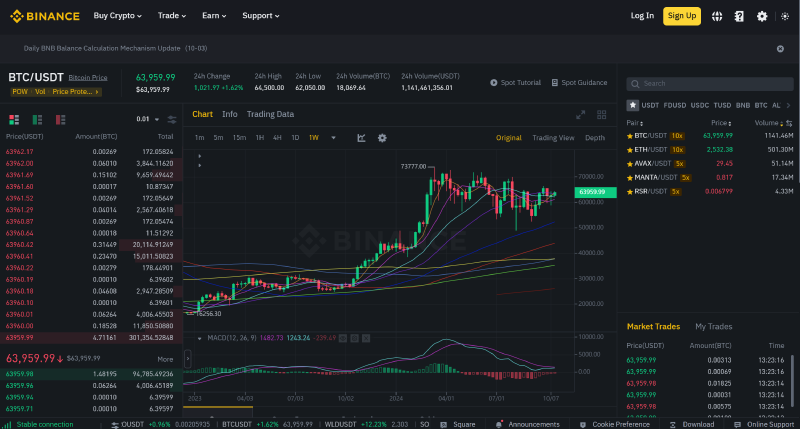 BINANCE Buy Crypto Trade Earn Support Log In Sign Up
Daily BNB Balance Calculation Mechanism Update (10-03)
BTC/USDT Bitcoin Price
POW · Vol · Price Prote...
63,959.99
$63,959.99
24h Change
1,021.97 +1.62%
24h High
64,500.00
24h Low
62,050.00
24h Volume(BTC)
18,069.64
24h Volume(USDT)
1,141,461,356.01
Spot Tutorial
Spot Guidance
0.01
Price(USDT) Amount(BTC) Total
63962.17 0.00269 172.05824
63962.00 0.06010 3,844.11620
63961.69 0.15102 9,659.49442
63961.60 0.00017 10.87347
63961.52 0.00269 172.05649
63961.29 0.04014 2,567.40618
63960.87 0.00269 172.05474
63960.64 0.00018 11.51292
63960.42 0.31449 20,114.91249
63960.41 0.23470 15,011.50823
63960.22 0.00279 178.44901
63960.19 0.00010 6.39602
63960.18 0.04608 2,947.28509
63960.10 0.00010 6.39601
63960.01 0.06264 4,006.45503
63960.00 0.18528 11,850.50880
63959.99 4.71161 301,354.52848
63,959.99 $63,959.99 More
63959.98 1.48195 94,785.49236
63959.96 0.06264 4,006.45189
63959.94 0.00010 6.39599
63959.71 0.00010 6.39597
Chart Info Trading Data
1m 5m 15m 1H 4H 1D 1W
Original Trading View Depth
73777.00
BINANCE
70000.00
63959.99
60000.00
50000.00
40000.00
30000.00
20000.00
16256.30
MACD(12, 26, 9) 1482.73 1243.24 -239.49
10000.00
0.00
2023 04/03 07/03 10/02 2024 04/01 07/01 10/07
Search
USDT FDUSD USDC TUSD BNB BTC AL
Pair Price Volume
BTC/USDT 10x 63,959.99 1141.46M
ETH/USDT 10x 2,532.38 501.30M
AVAX/USDT 5x 29.45 51.14M
MANTA/USDT 5x 0.817 17.34M
RSR/USDT 5x 0.006799 4.33M
Market Trades My Trades
Price(USDT) Amount(BTC) Time
63,959.99 0.00313 13:23:16
63,959.99 0.00069 13:23:16
63,959.99 0.01825 13:23:14
63,959.98 0.00031 13:23:14
63,959.98 0.00575 13:23:14
63,959.99 0.00031 13:23:14
Stable connection
OUSDT +0.96% 0.00205935 BTCUSDT +1.62% 63,959.99 WLDUSDT +12.23% 2.303 SO
Square Announcements Cookie Preference Download Online Support